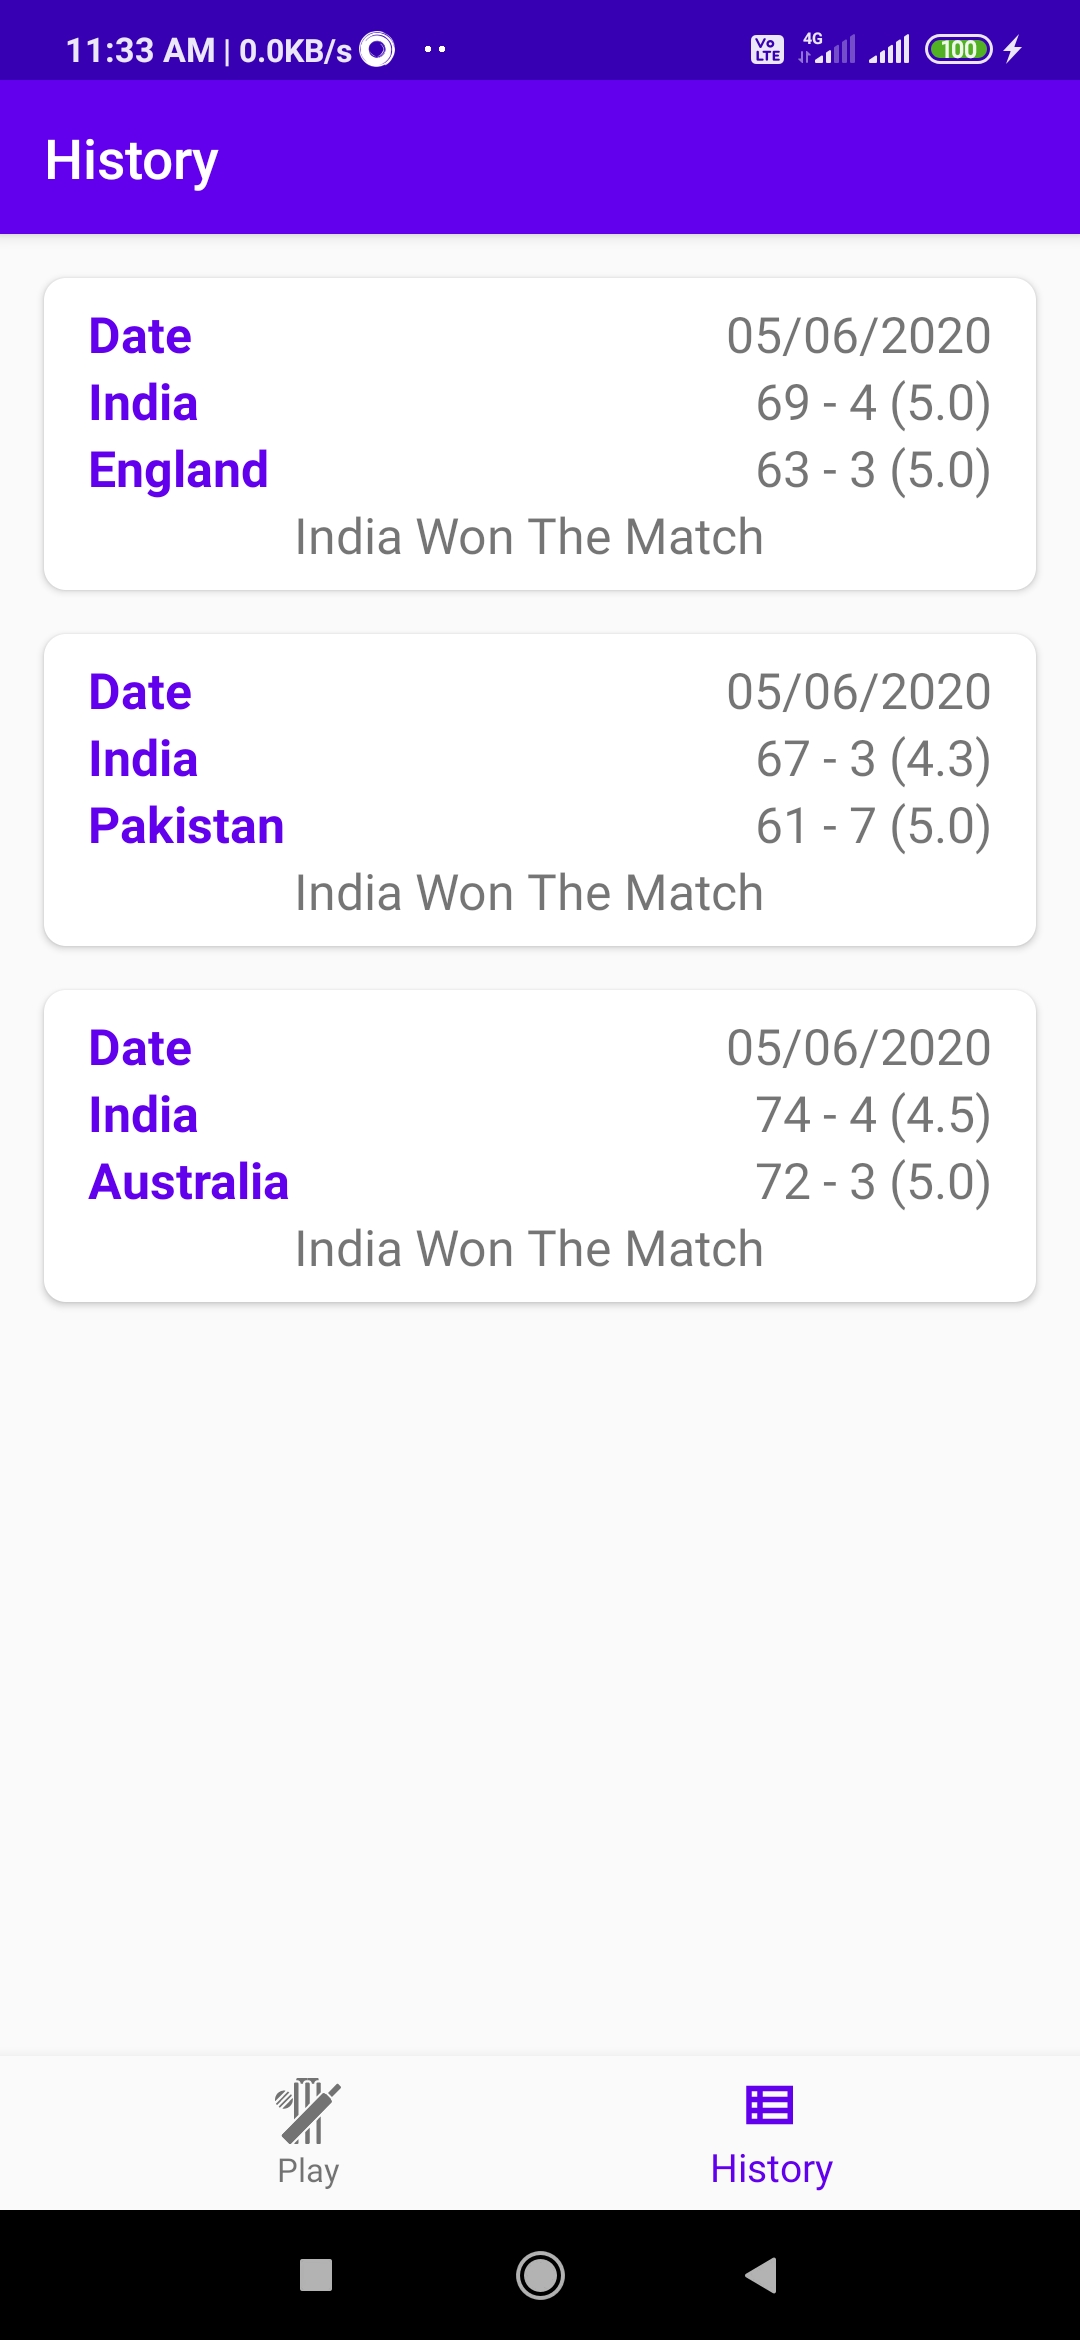 11:33 AM | 0.0KB/s
Vo LTE 4G 100
History
Date 05/06/2020
India 69 - 4 (5.0)
England 63 - 3 (5.0)
India Won The Match
Date 05/06/2020
India 67 - 3 (4.3)
Pakistan 61 - 7 (5.0)
India Won The Match
Date 05/06/2020
India 74 - 4 (4.5)
Australia 72 - 3 (5.0)
India Won The Match
Play History